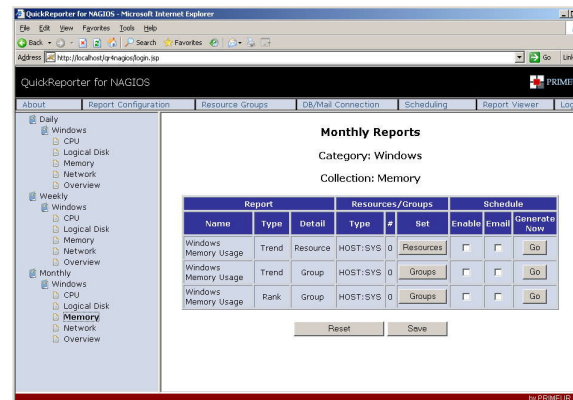 QuickReporter for NAGIOS - Microsoft Internet Explorer
File Edit View Favorites Tools Help
Back Search Favorites
Address http://localhost/qr4nagios/login.jsp Go
QuickReporter for NAGIOS
About Report Configuration Resource Groups DB/Mail Connection Scheduling Report Viewer
Daily
Windows
CPU
Logical Disk
Memory
Network
Overview
Weekly
Windows
CPU
Logical Disk
Memory
Network
Overview
Monthly
Windows
CPU
Logical Disk
Memory
Network
Overview
Monthly Reports
Category: Windows
Collection: Memory
Report Resources/Groups Schedule
Name Type Detail Type # Set Enable Email Generate Now
Windows Memory Usage Trend Resource HOST:SYS 0 Resources Go
Windows Memory Usage Trend Group HOST:SYS 0 Groups Go
Windows Memory Usage Rank Group HOST:SYS 0 Groups Go
Reset Save
by PRIMEUR